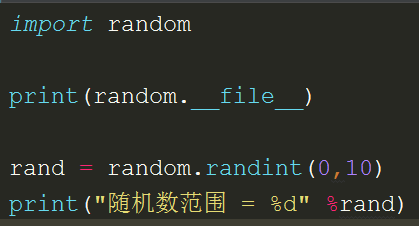 import random
print(random.__file__)
rand = random.randint(0,10)
print("随机数范围 = %d" %rand)